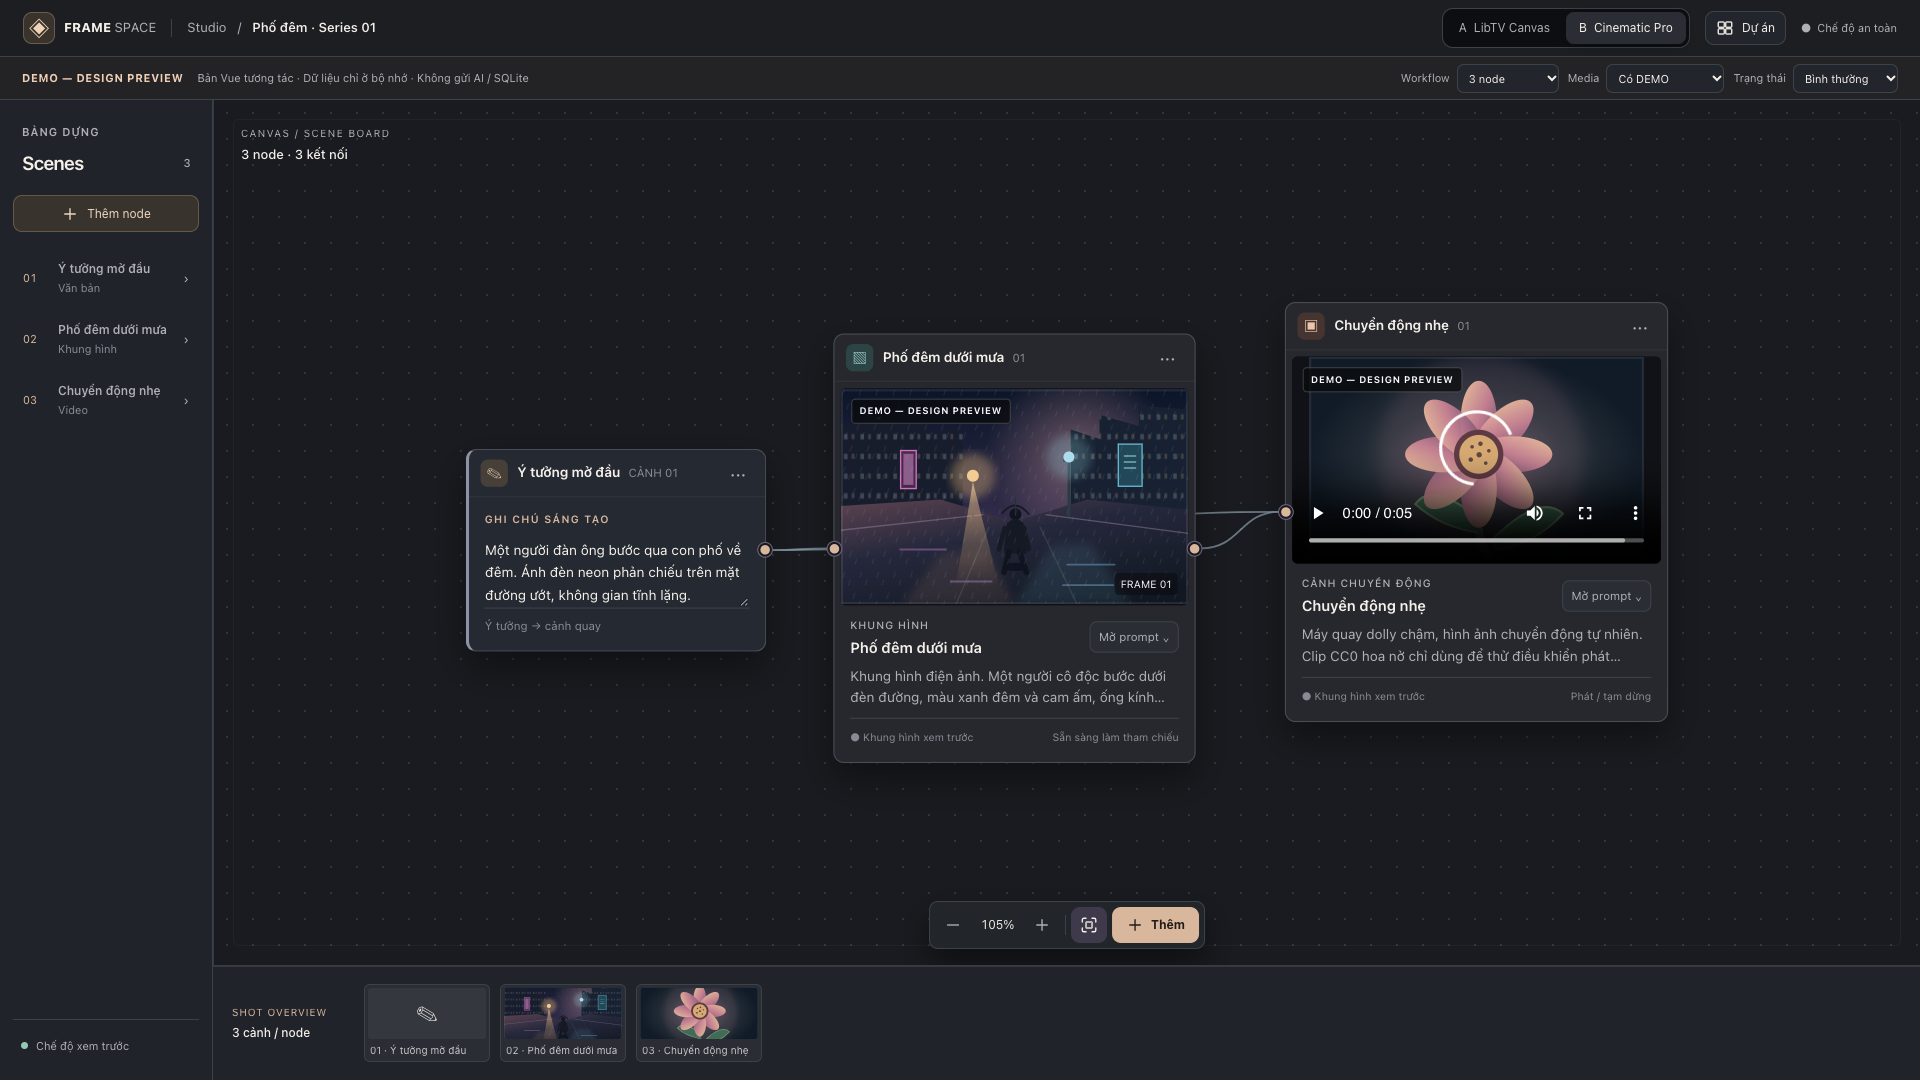 FRAME SPACE
Studio / Phố đêm · Series 01
A LibTV Canvas
B Cinematic Pro
Dự án
Chế độ an toàn
DEMO — DESIGN PREVIEW
Bản Vue tương tác · Dữ liệu chỉ ở bộ nhớ · Không gửi AI / SQLite
Workflow
3 node
Media
Có DEMO
Trạng thái
Bình thường
BẢNG DỰNG
Scenes
3
Thêm node
01
Ý tưởng mở đầu
Văn bản
02
Phố đêm dưới mưa
Khung hình
03
Chuyển động nhẹ
Video
Chế độ xem trước
CANVAS / SCENE BOARD
3 node · 3 kết nối
Ý tưởng mở đầu CẢNH 01
GHI CHÚ SÁNG TẠO
Một người đàn ông bước qua con phố về
đêm. Ánh đèn neon phản chiếu trên mặt
đường ướt, không gian tĩnh lặng.
Ý tưởng → cảnh quay
Phố đêm dưới mưa 01
DEMO — DESIGN PREVIEW
FRAME 01
KHUNG HÌNH
Phố đêm dưới mưa
Mở prompt
Khung hình điện ảnh. Một người cô độc bước dưới
đèn đường, màu xanh đêm và cam ấm, ống kính...
Khung hình xem trước
Sẵn sàng làm tham chiếu
Chuyển động nhẹ 01
DEMO — DESIGN PREVIEW
0:00 / 0:05
CẢNH CHUYỂN ĐỘNG
Chuyển động nhẹ
Mở prompt
Máy quay dolly chậm, hình ảnh chuyển động tự nhiên.
Clip CC0 hoa nở chỉ dùng để thử điều khiển phát...
Khung hình xem trước
Phát / tạm dừng
105%
Thêm
SHOT OVERVIEW
3 cảnh / node
01 · Ý tưởng mở đầu
02 · Phố đêm dưới mưa
03 · Chuyển động nhẹ